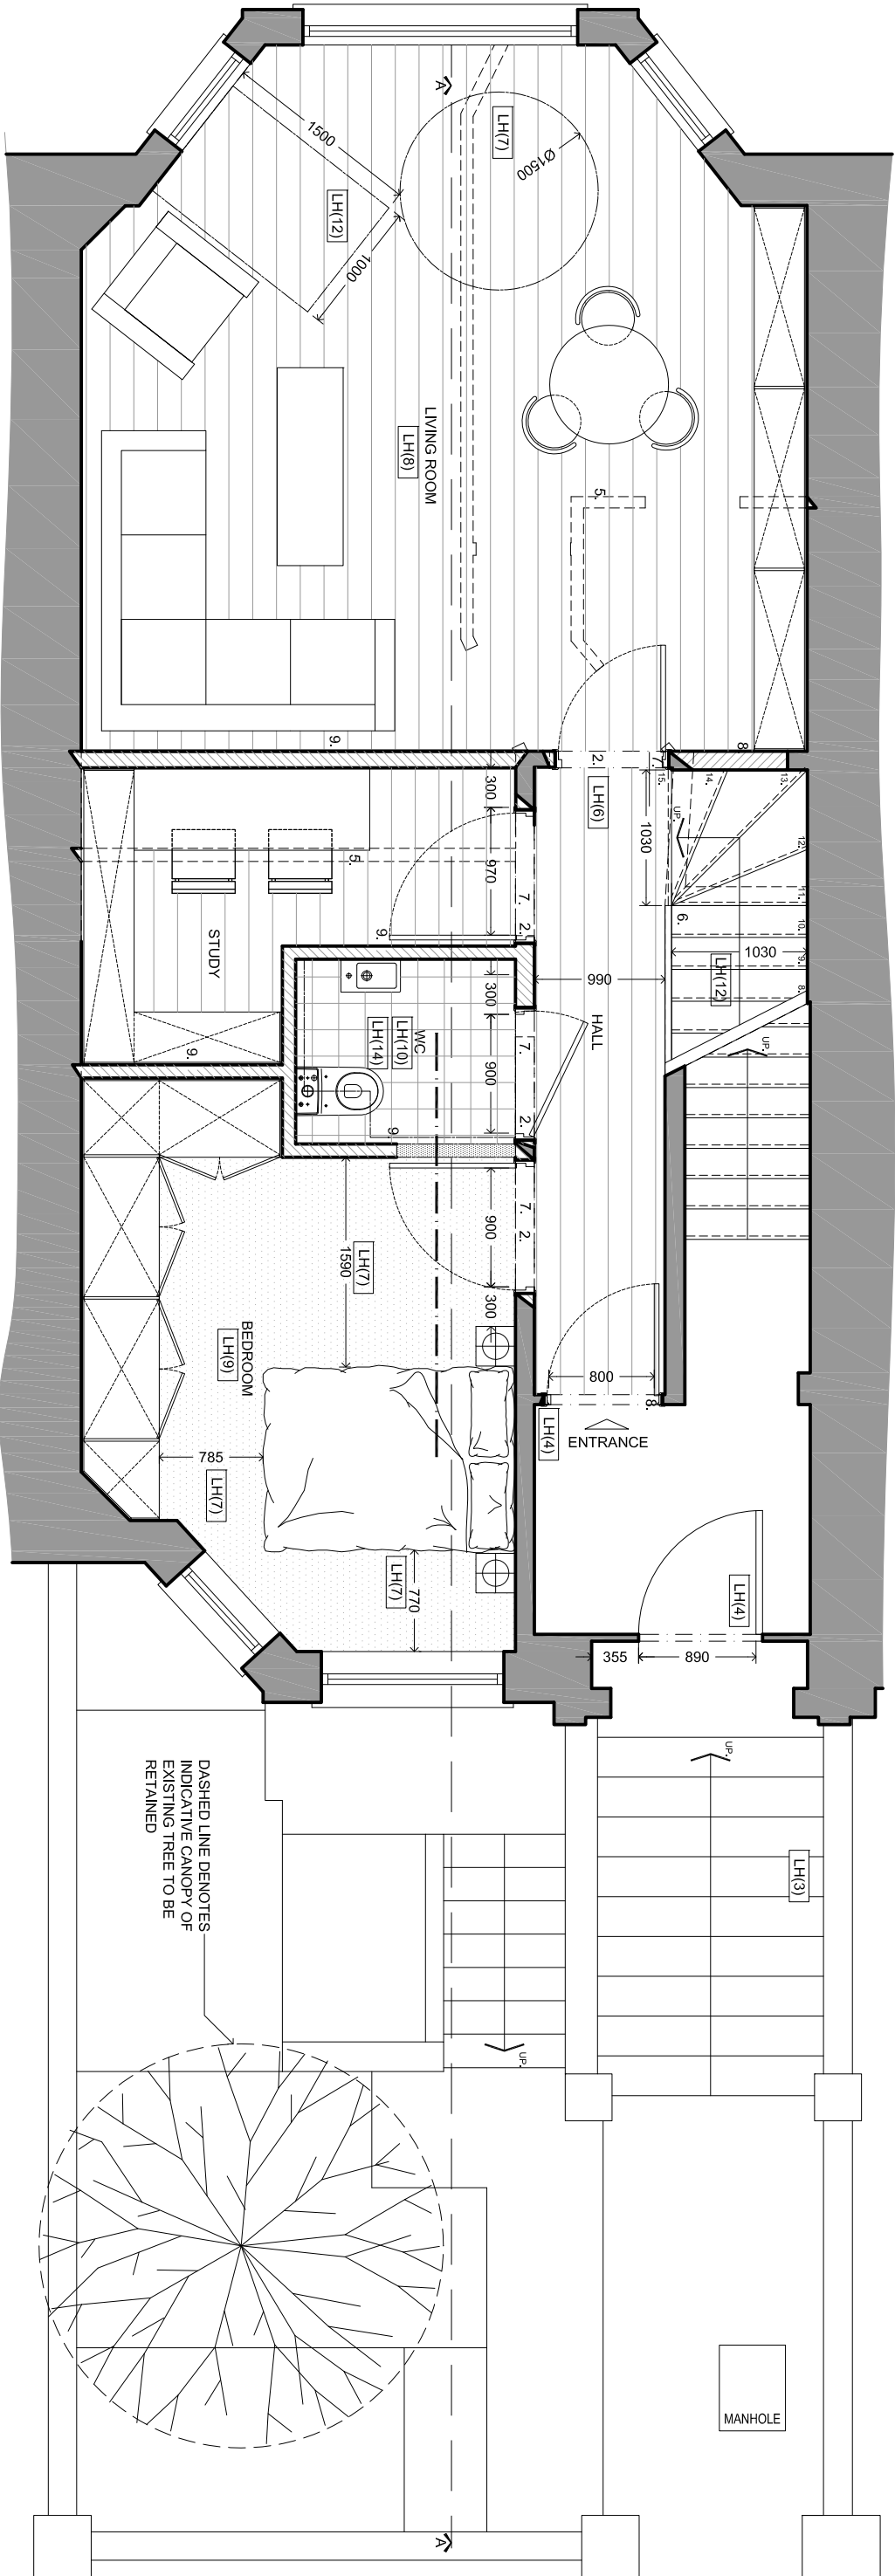 A
LH(7)
Ø1500
1500
LH(12)
1000
LIVING ROOM
LH(8)
5.
9.
8.
2.
7.
LH(6)
15.
14.
13.
12.
11.
10.
9.
8.
UP.
1030
6.
1030
LH(12)
UP.
300
970
7.
2.
5.
9.
STUDY
9.
990
HALL
300
900
7.
2.
WC
LH(10)
LH(14)
9.
7.
2.
900
300
LH(7)
1590
BEDROOM
LH(9)
785
LH(7)
770
LH(7)
800
8.
LH(4)
ENTRANCE
LH(4)
355
890
UP.
LH(3)
UP.
DASHED LINE DENOTES
INDICATIVE CANOPY OF
EXISTING TREE TO BE
RETAINED
MANHOLE
A